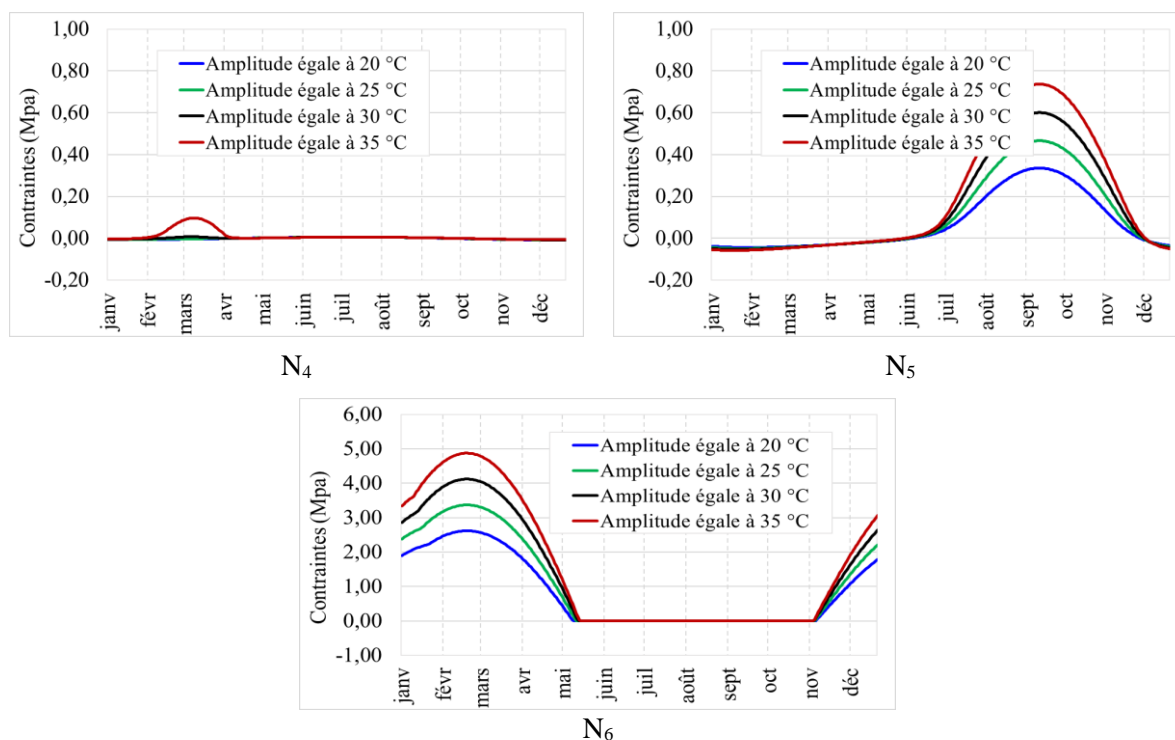 1,00
0,80
0,60
0,40
0,20
0,00
-0,20
Contraintes (Mpa)
Amplitude égale à 20 °C
Amplitude égale à 25 °C
Amplitude égale à 30 °C
Amplitude égale à 35 °C
janv
févr
mars
avr
mai
juin
juil
août
sept
oct
nov
déc
N₄
1,00
0,80
0,60
0,40
0,20
0,00
-0,20
Contraintes (Mpa)
Amplitude égale à 20 °C
Amplitude égale à 25 °C
Amplitude égale à 30 °C
Amplitude égale à 35 °C
janv
févr
mars
avr
mai
juin
juil
août
sept
oct
nov
déc
N₅
6,00
5,00
4,00
3,00
2,00
1,00
0,00
-1,00
Contraintes (Mpa)
Amplitude égale à 20 °C
Amplitude égale à 25 °C
Amplitude égale à 30 °C
Amplitude égale à 35 °C
janv
févr
mars
avr
mai
juin
juil
août
sept
oct
nov
déc
N₆